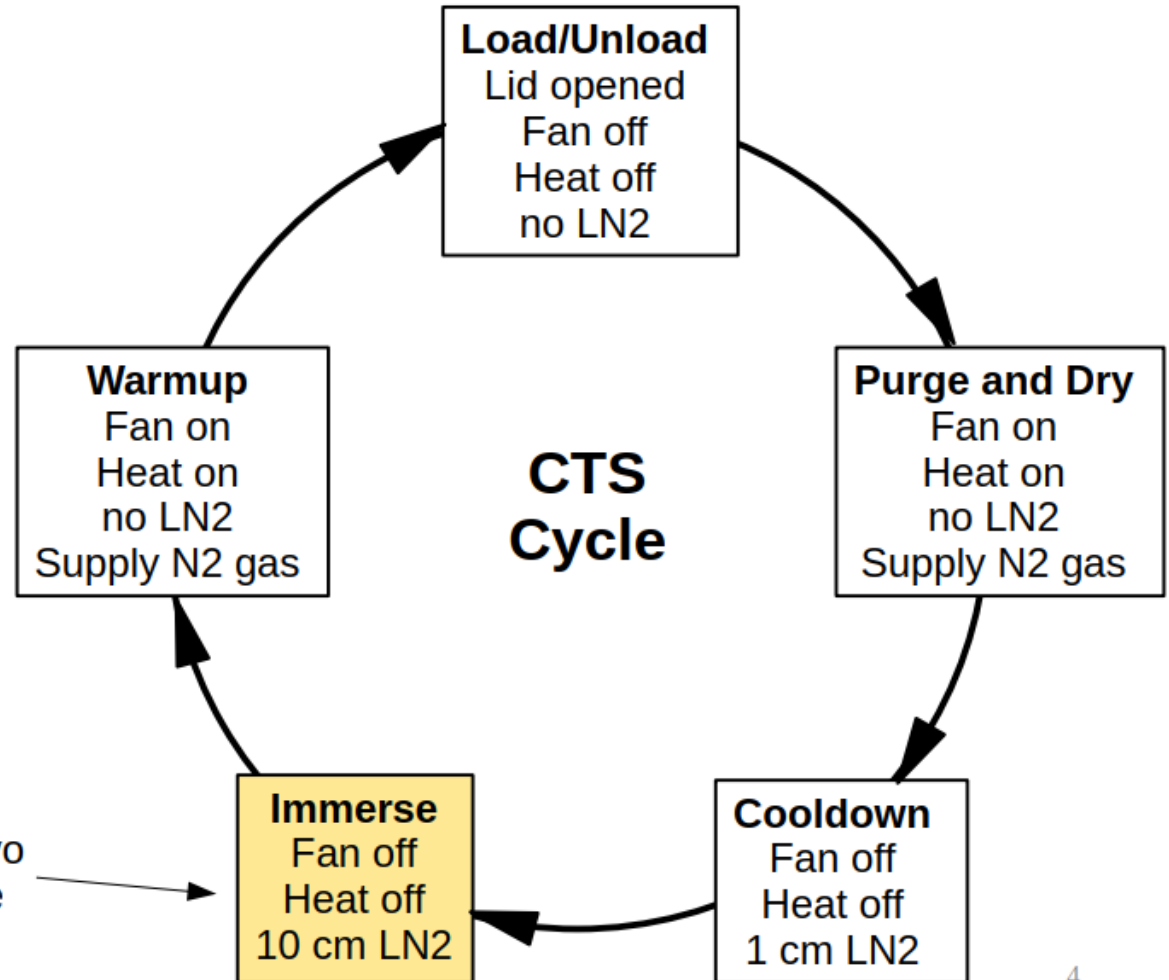 Load/Unload
Lid opened
Fan off
Heat off
no LN2
Warmup
Fan on
Heat on
no LN2
Supply N2 gas
CTS
Cycle
Purge and Dry
Fan on
Heat on
no LN2
Supply N2 gas
Immerse
Fan off
Heat off
10 cm LN2
Cooldown
Fan off
Heat off
1 cm LN2
4